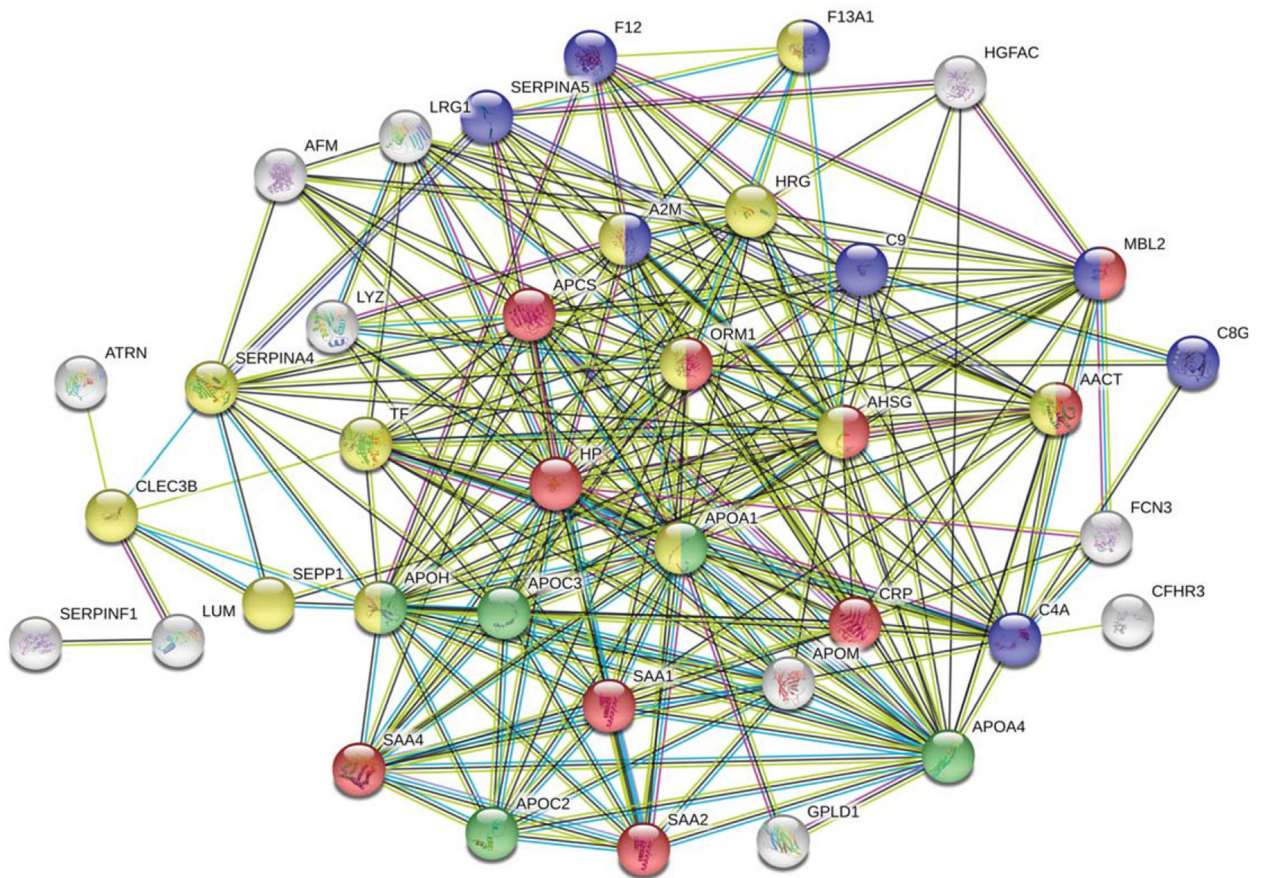 F12
F13A1
HGFAC
SERPINA5
LRG1
AFM
HRG
A2M
C9
MBL2
APCS
LYZ
ORM1
C8G
ATRN
SERPINA4
AACT
AHSG
TF
HP
CLEC3B
FCN3
APOA1
SEPP1
APOH
APOC3
CRP
C4A
CFHR3
SERPINF1
LUM
APOM
SAA1
SAA4
APOA4
APOC2
SAA2
GPLD1